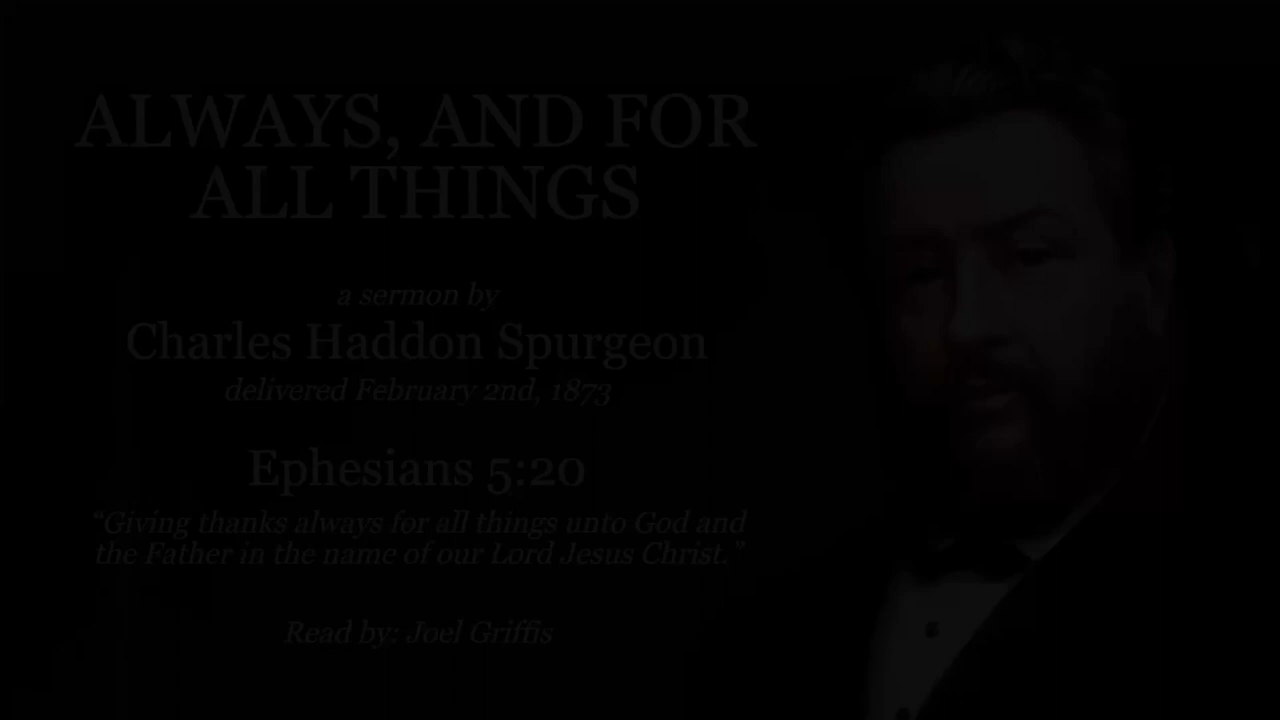 ALWAYS, AND FOR
ALL THINGS
a sermon by
Charles Haddon Spurgeon
delivered February 2nd, 1873
Ephesians 5:20
“Giving thanks always for all things unto God and
the Father in the name of our Lord Jesus Christ.”
Read by: Joel Griffis